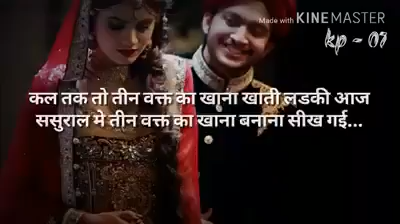 Made with KINEMASTER
kp - 07
कल तक तो तीन वक्त का खाना खाती लडकी आज
ससुराल मे तीन वक्त का खाना बनाना सीख गई...